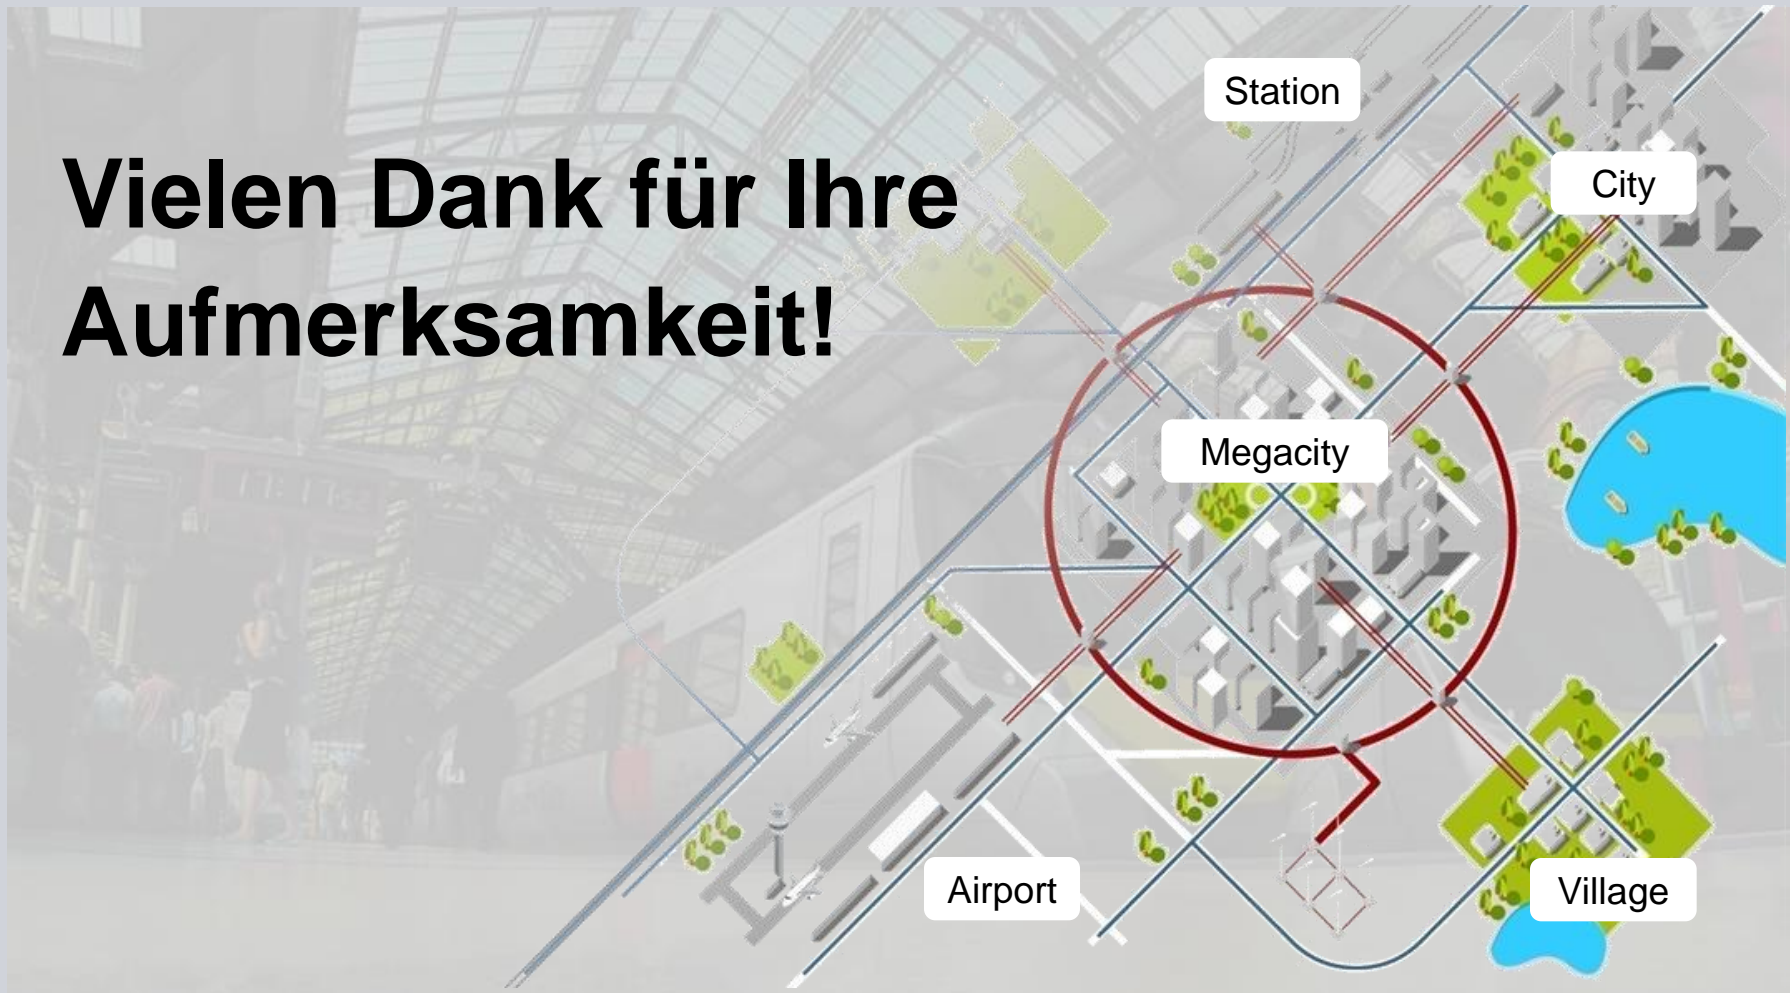 Vielen Dank für Ihre
Aufmerksamkeit!
Station
City
Megacity
Airport
Village